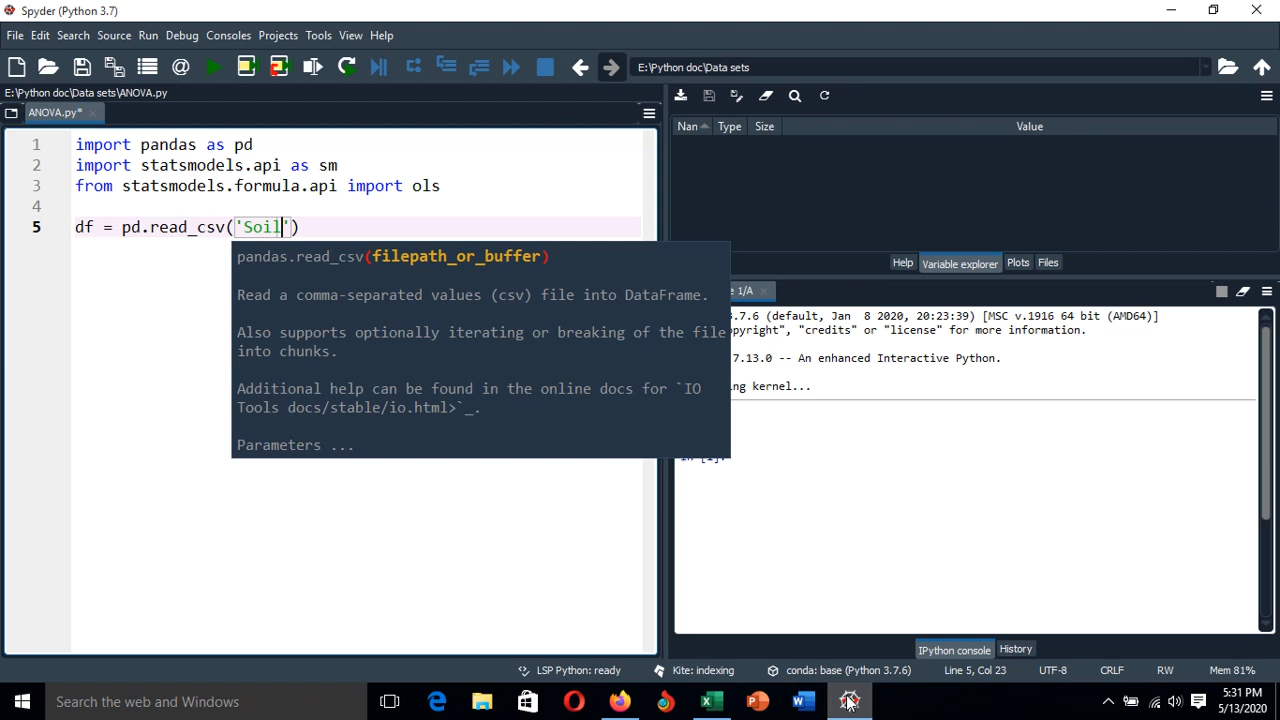 Spyder (Python 3.7)
File Edit Search Source Run Debug Consoles Projects Tools View Help
E:\Python doc\Data sets
E:\Python doc\Data sets\ANOVA.py
ANOVA.py*
1 import pandas as pd
2 import statsmodels.api as sm
3 from statsmodels.formula.api import ols
4
5 df = pd.read_csv('Soil')
pandas.read_csv(filepath_or_buffer)
Read a comma-separated values (csv) file into DataFrame.
Also supports optionally iterating or breaking of the file
into chunks.
Additional help can be found in the online docs for `IO
Tools docs/stable/io.html>`_.
Parameters ...
Nan Type Size Value
Help Variable explorer Plots Files
1/A
3.7.6 (default, Jan 8 2020, 20:23:39) [MSC v.1916 64 bit (AMD64)]
"credits" or "license" for more information.
7.13.0 -- An enhanced Interactive Python.
kernel...
IPython console History
LSP Python: ready Kite: indexing conda: base (Python 3.7.6) Line 5, Col 23 UTF-8 CRLF RW Mem 81%
Search the web and Windows
5:31 PM
5/13/2020